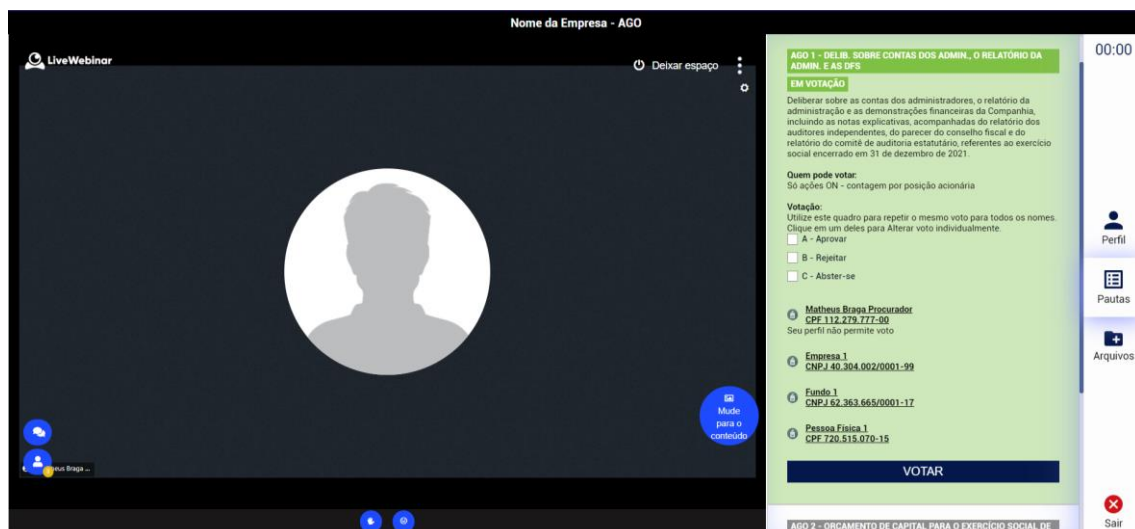 Nome da Empresa - AGO
LiveWebinar
Deixar espaço
Mude
para o
conteúdo
heus Braga ...
AGO 1 - DELIB. SOBRE CONTAS DOS ADMIN., O RELATÓRIO DA
ADMIN. E AS DFS
EM VOTAÇÃO
Deliberar sobre as contas dos administradores, o relatório da
administração e as demonstrações financeiras da Companhia,
incluindo as notas explicativas, acompanhadas do relatório dos
auditores independentes, do parecer do conselho fiscal e do
relatório do comitê de auditoria estatutário, referentes ao exercício
social encerrado em 31 de dezembro de 2021.
Quem pode votar:
Só ações ON - contagem por posição acionária
Votação:
Utilize este quadro para repetir o mesmo voto para todos os nomes.
Clique em um deles para Alterar voto individualmente.
A - Aprovar
B - Rejeitar
C - Abster-se
Matheus Braga Procurador
CPF 112.279.777-00
Seu perfil não permite voto
Empresa 1
CNPJ 40.304.002/0001-99
Fundo 1
CNPJ 62.363.665/0001-17
Pessoa Física 1
CPF 720.515.070-15
VOTAR
AGO 2 - ORÇAMENTO DE CAPITAL PARA O EXERCÍCIO SOCIAL DE
00:00
Perfil
Pautas
Arquivos
Sair